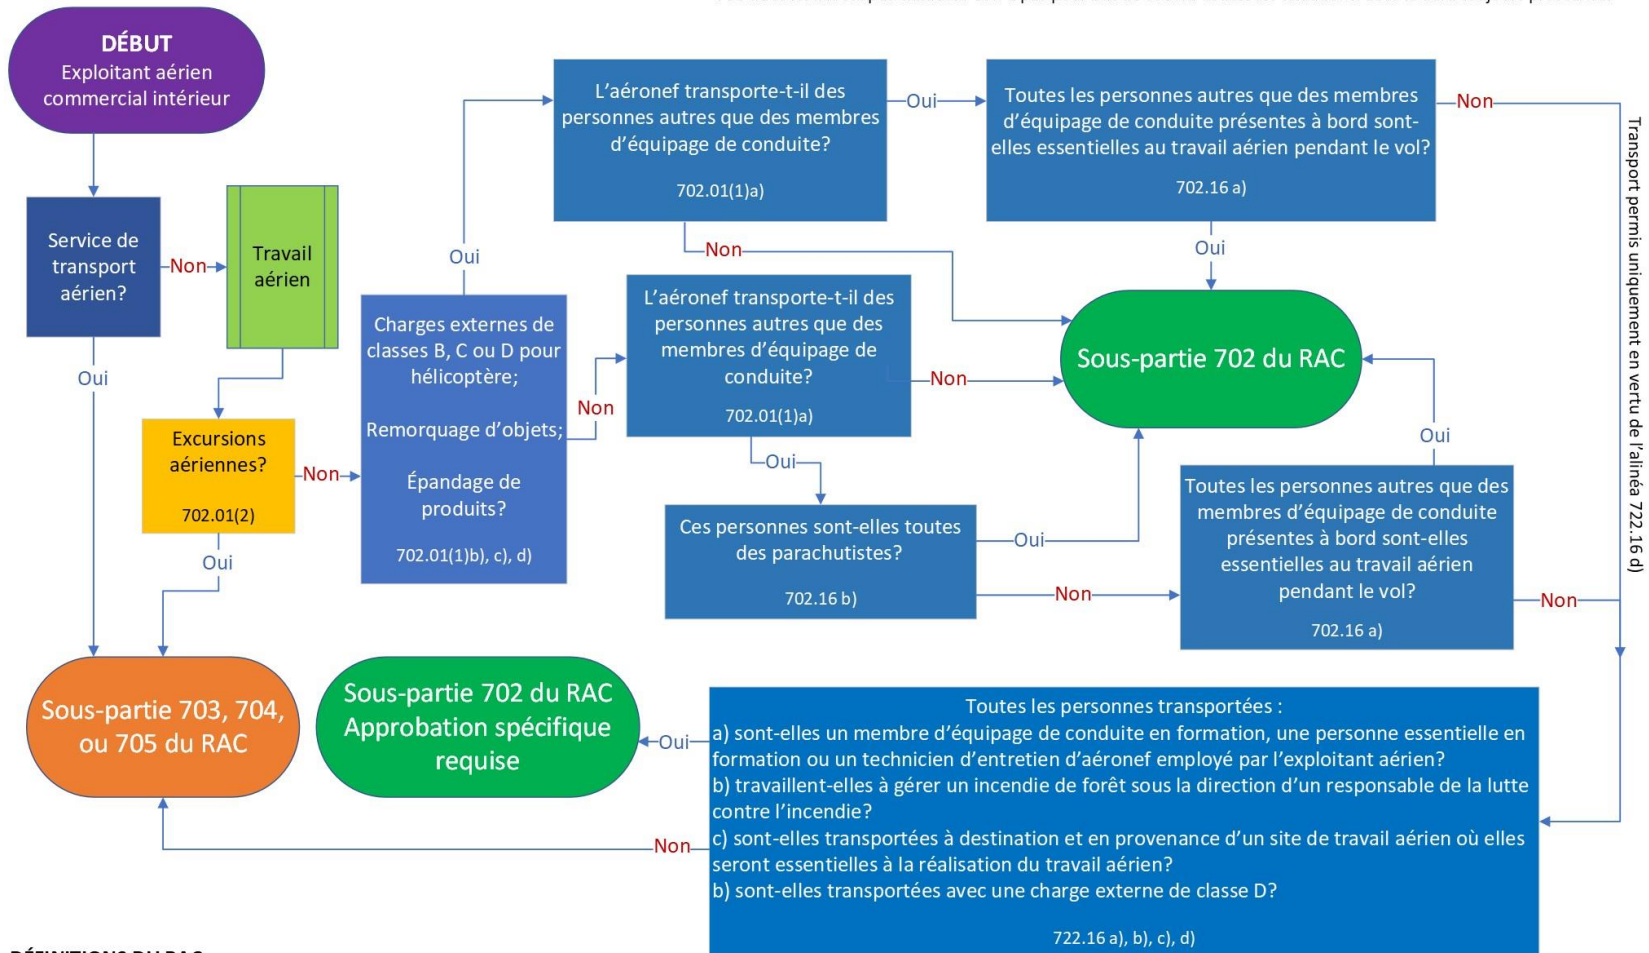 DÉBUT
Exploitant aérien
commercial intérieur
Service de
transport
aérien?
Non
Travail
aérien
Oui
Excursions
aériennes?
702.01(2)
Non
Oui
Charges externes de
classes B, C ou D pour
hélicoptère;
Remorquage d'objets;
Épandage de
produits?
702.01(1)b), c), d)
Oui
Non
L'aéronef transporte-t-il des
personnes autres que des membres
d'équipage de conduite?
702.01(1)a)
Oui
Non
Toutes les personnes autres que des membres
d'équipage de conduite présentes à bord sont-
elles essentielles au travail aérien pendant le vol?
702.16 a)
Non
Oui
Transport permis uniquement en vertu de l'alinéa 722.16 d)
L'aéronef transporte-t-il des
personnes autres que des
membres d'équipage de
conduite?
702.01(1)a)
Non
Oui
Sous-partie 702 du RAC
Ces personnes sont-elles toutes
des parachutistes?
702.16 b)
Oui
Non
Oui
Toutes les personnes autres que des
membres d'équipage de conduite
présentes à bord sont-elles
essentielles au travail aérien
pendant le vol?
702.16 a)
Non
Sous-partie 703, 704,
ou 705 du RAC
Sous-partie 702 du RAC
Approbation spécifique
requise
Oui
Non
Toutes les personnes transportées :
a) sont-elles un membre d'équipage de conduite en formation, une personne essentielle en
formation ou un technicien d'entretien d'aéronef employé par l'exploitant aérien?
b) travaillent-elles à gérer un incendie de forêt sous la direction d'un responsable de la lutte
contre l'incendie?
c) sont-elles transportées à destination et en provenance d'un site de travail aérien où elles
seront essentielles à la réalisation du travail aérien?
b) sont-elles transportées avec une charge externe de classe D?
722.16 a), b), c), d)
DÉFINITIONS DU RAC